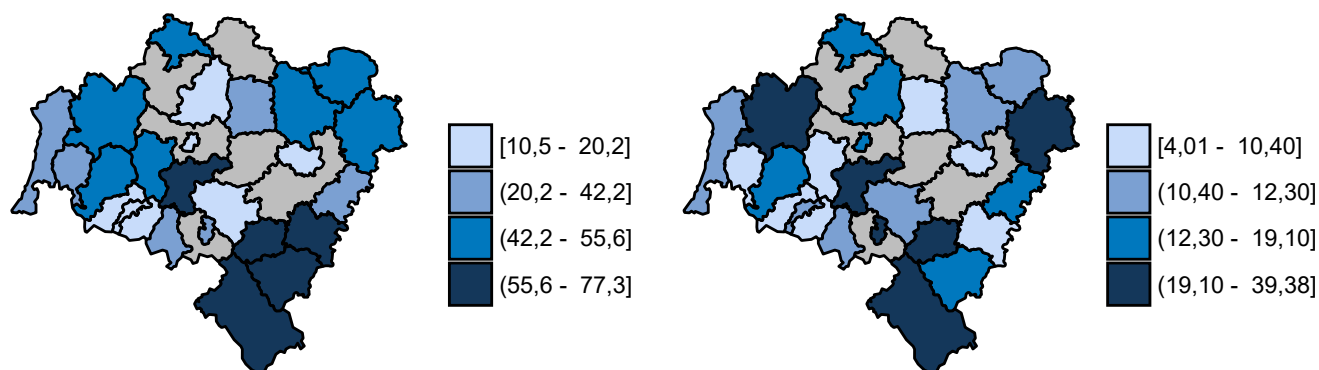 [10,5 - 20,2]
(20,2 - 42,2]
(42,2 - 55,6]
(55,6 - 77,3]
[4,01 - 10,40]
(10,40 - 12,30]
(12,30 - 19,10]
(19,10 - 39,38]